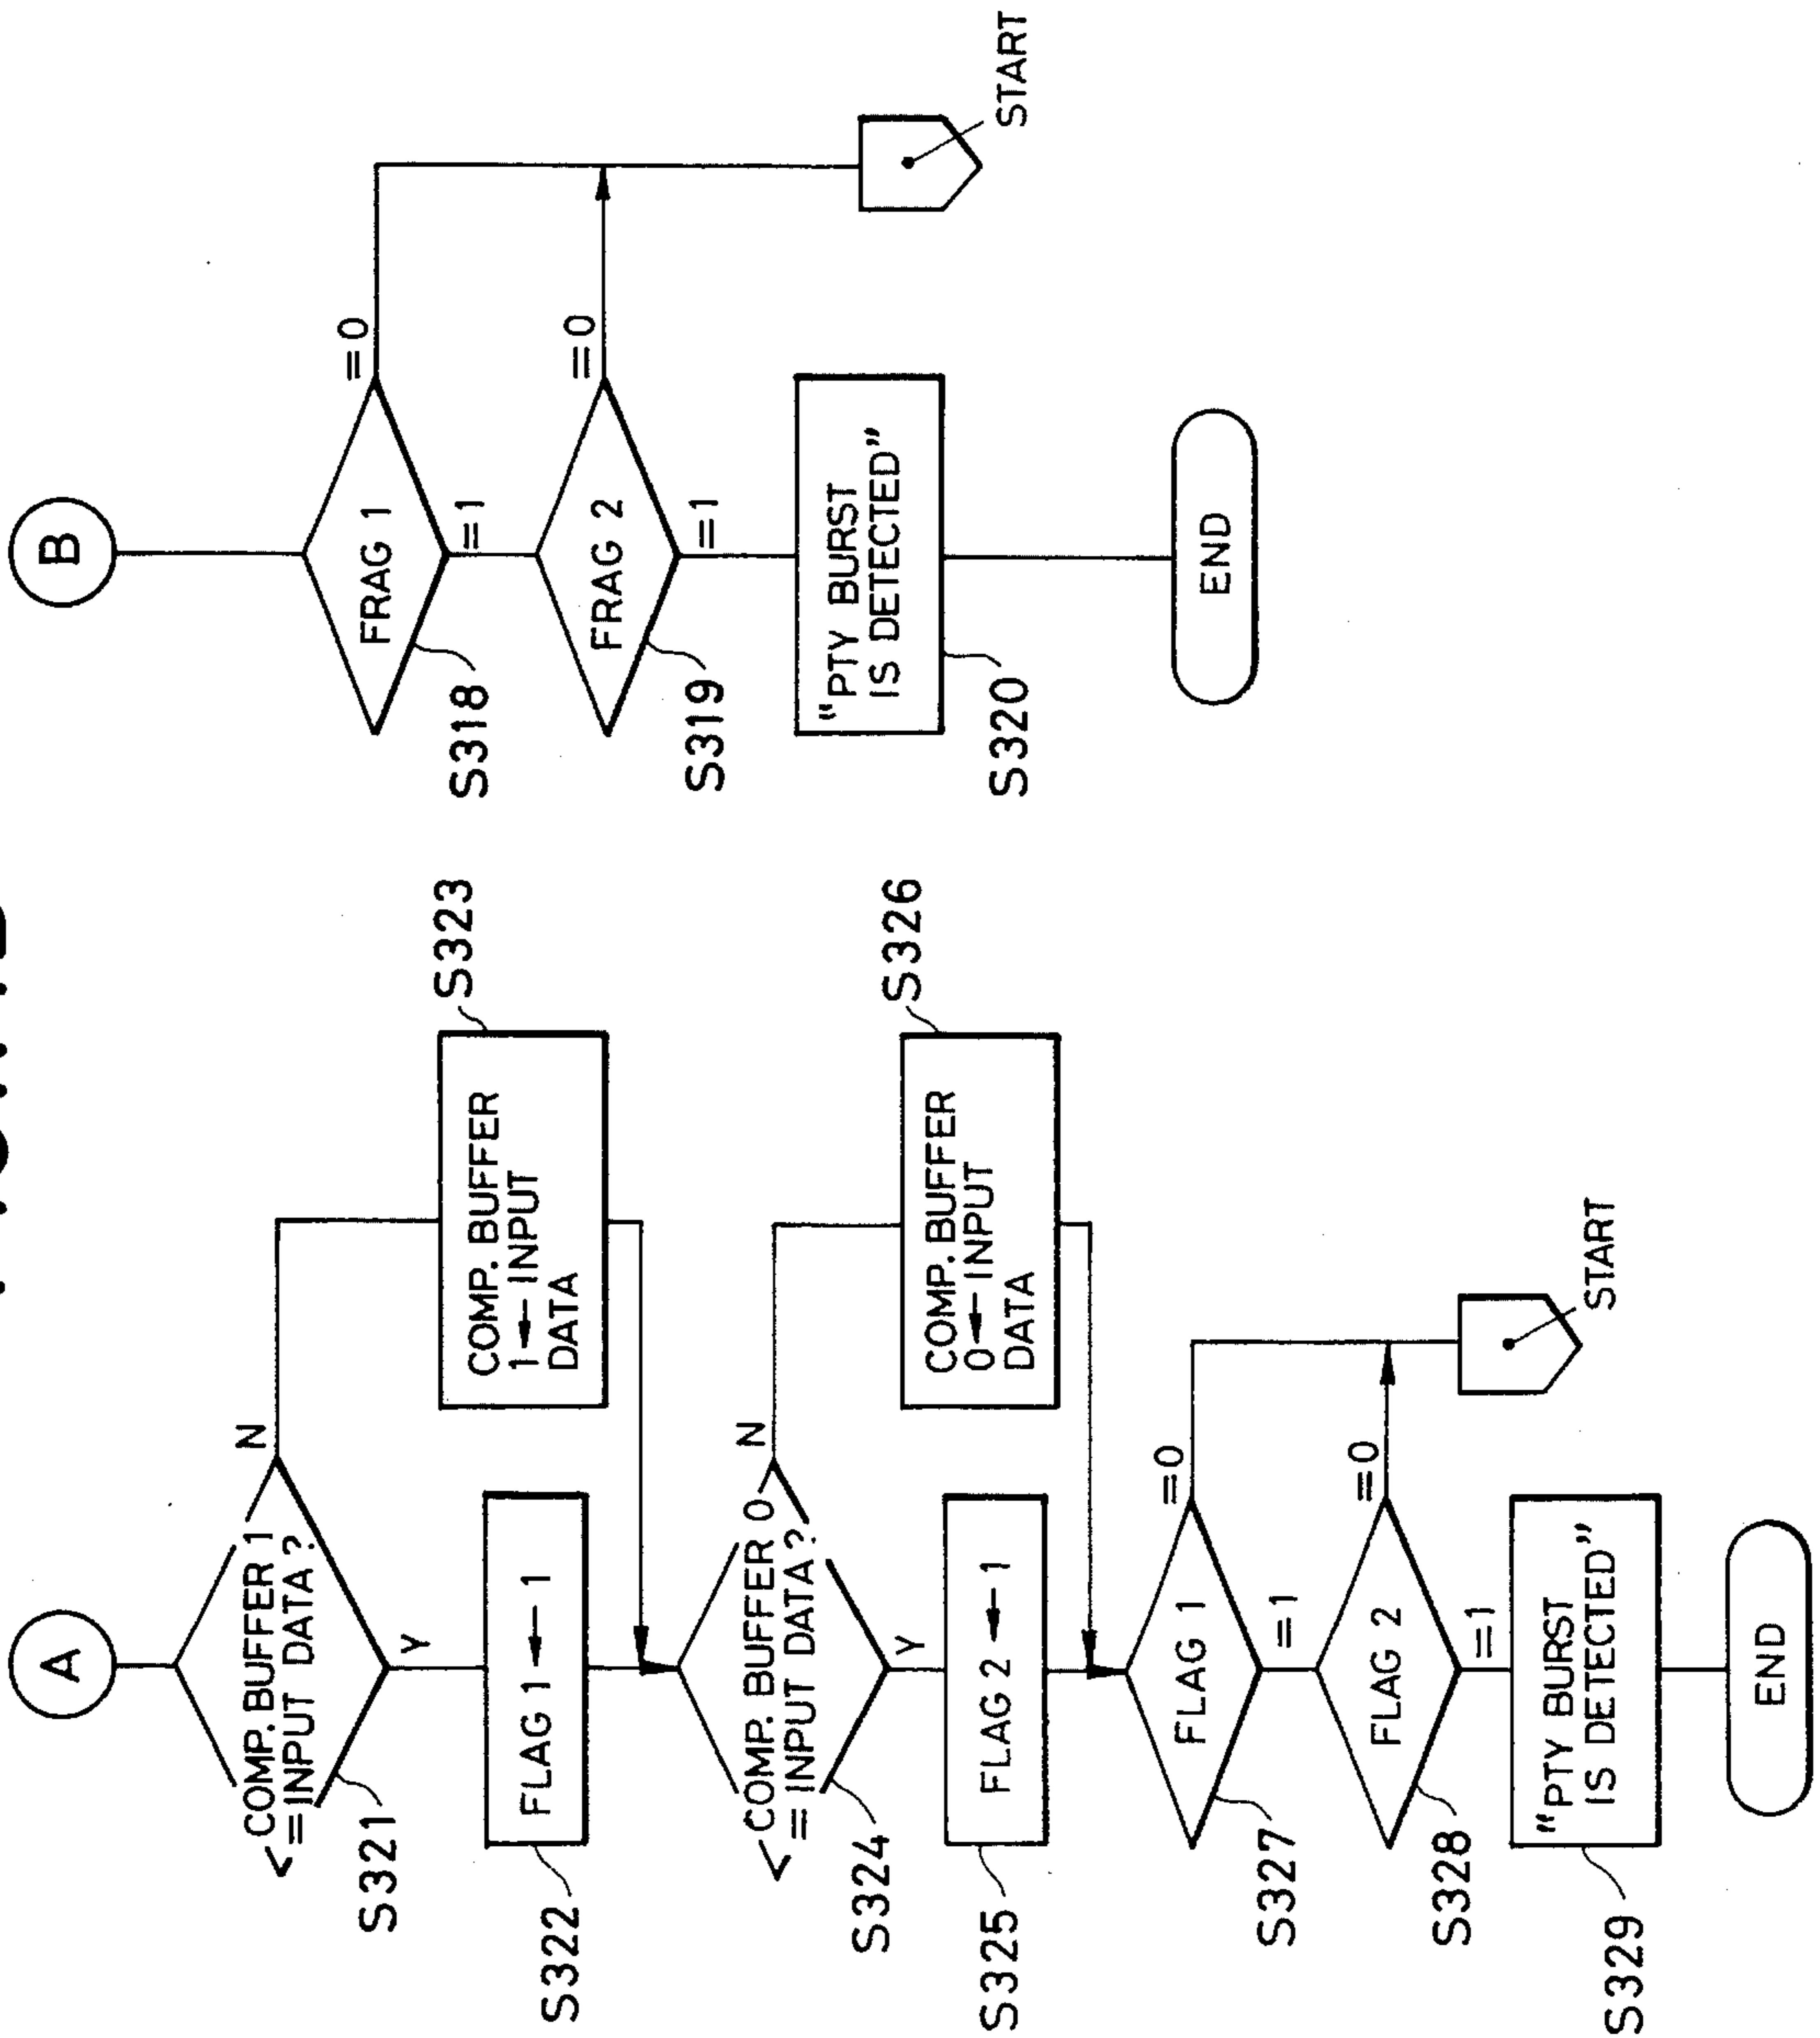 A
COMP. BUFFER 1
= INPUT DATA?
N
Y
S321
FLAG 1 ← 1
S322
COMP. BUFFER
1 ← INPUT
DATA
S323
COMP. BUFFER 0
= INPUT DATA?
N
Y
S324
FLAG 2 ← 1
S325
COMP. BUFFER
0 ← INPUT
DATA
S326
FLAG 1
=0
=1
S327
FLAG 2
=0
=1
S328
START
"PTY BURST
IS DETECTED"
S329
END
B
FRAG 1
=0
=1
S318
FRAG 2
=0
=1
S319
START
"PTY BURST
IS DETECTED"
S320
END